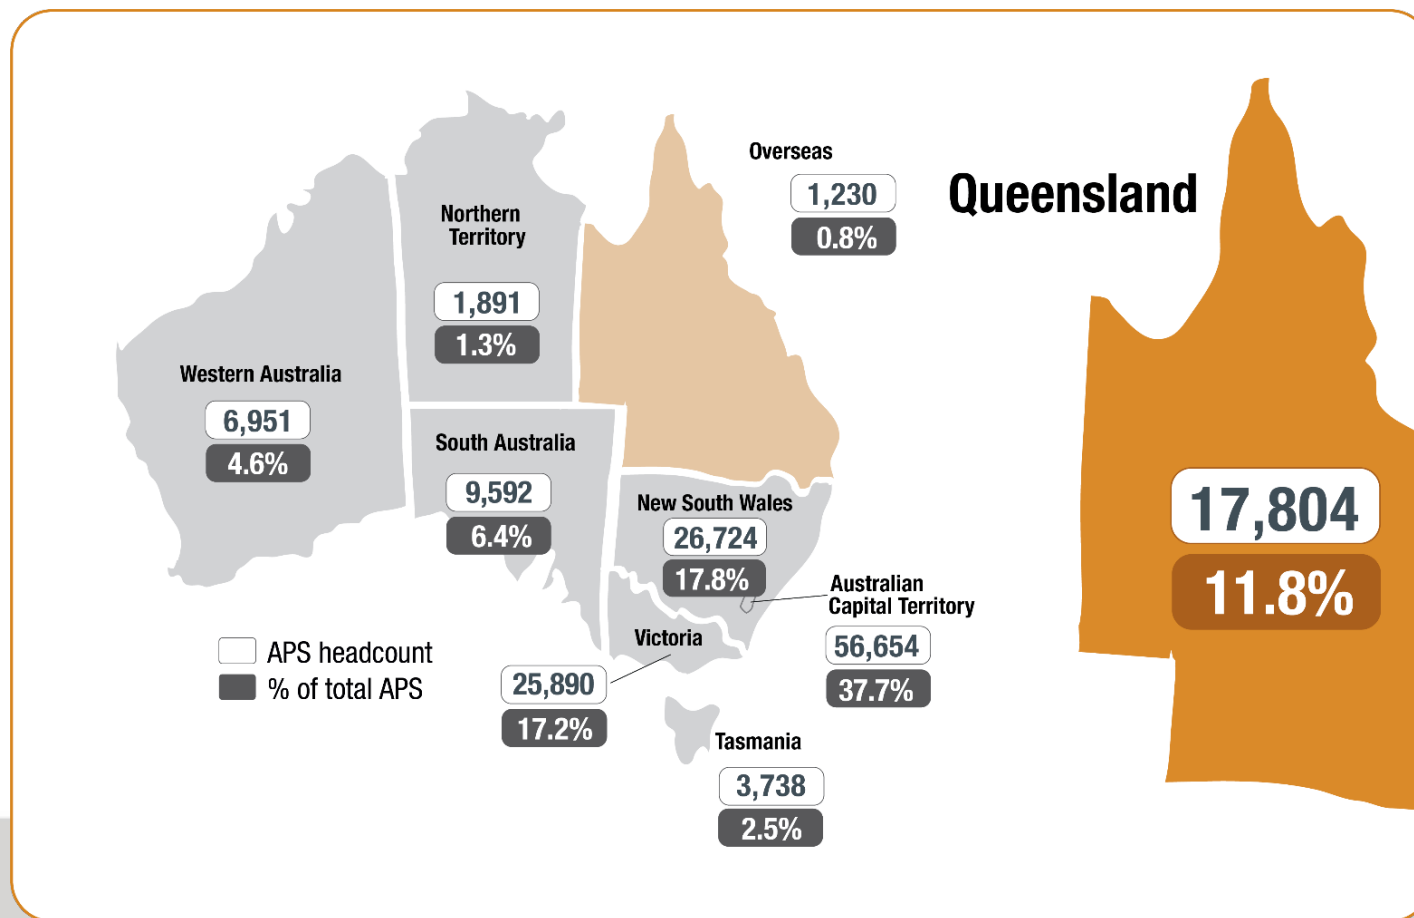 Overseas
1,230
0.8%
Queensland
Northern
Territory
1,891
1.3%
Western Australia
6,951
4.6%
South Australia
9,592
6.4%
New South Wales
26,724
17.8%
Australian
Capital Territory
56,654
37.7%
Victoria
25,890
17.2%
Tasmania
3,738
2.5%
17,804
11.8%
APS headcount
% of total APS